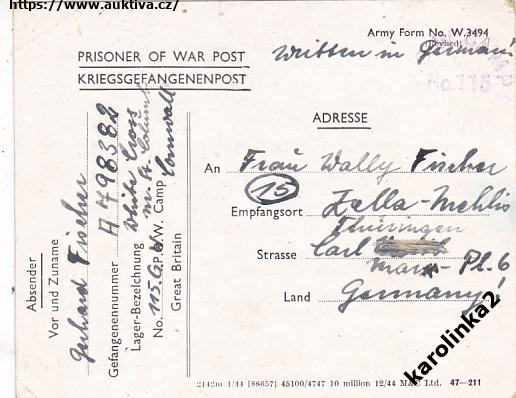 https://www.auktiva.cz/
Army Form No. W.3494
(Revised)
PRISONER OF WAR POST
KRIEGSGEFANGENENPOST
Written in German!
No. 115
ADRESSE
An Frau Wally Fischer
15
Empfangsort Zella-Mehlis
Thüringen
Strasse Carl
Marx - Pl. 6
Land Germany!
Absender
Vor und Zuname Gerhard Fischer
Gefangenennummer A 498382
Lager-Bezeichnung White Cross
No. 115 G. P.O.W. Camp Cornwall
Great Britain
2142m 1/44 [88657] 45100/4747 10 million 12/44 M&C Ltd. 47-211
karolinka2